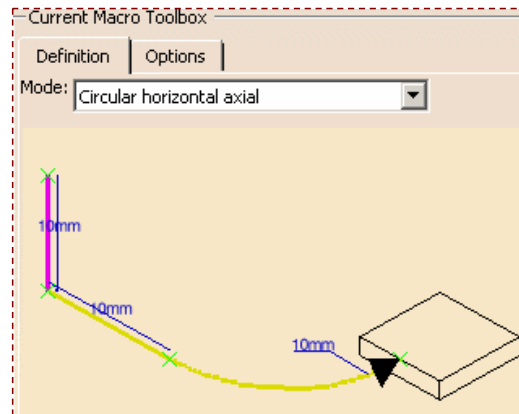 Current Macro Toolbox
Definition Options
Mode: Circular horizontal axial
10mm
10mm
10mm